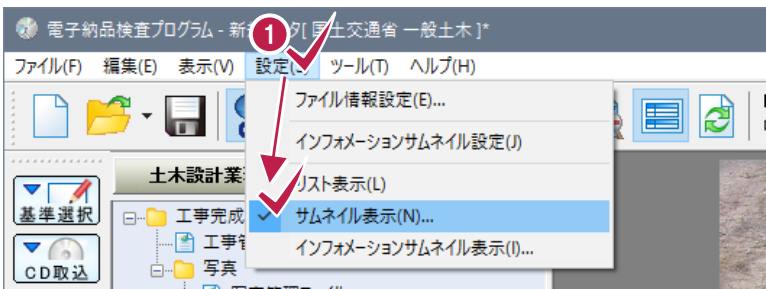 電子納品検査プログラム - 新 [ 国土交通省 一般土木 ]*
1
ファイル(F) 編集(E) 表示(V) 設定( ツール(T) ヘルプ(H)
ファイル情報設定(E)...
インフォメーションサムネイル設定(J)
リスト表示(L)
サムネイル表示(N)...
インフォメーションサムネイル表示(I)...
土木設計業
基準選択
CD取込
工事完成
工事
写真